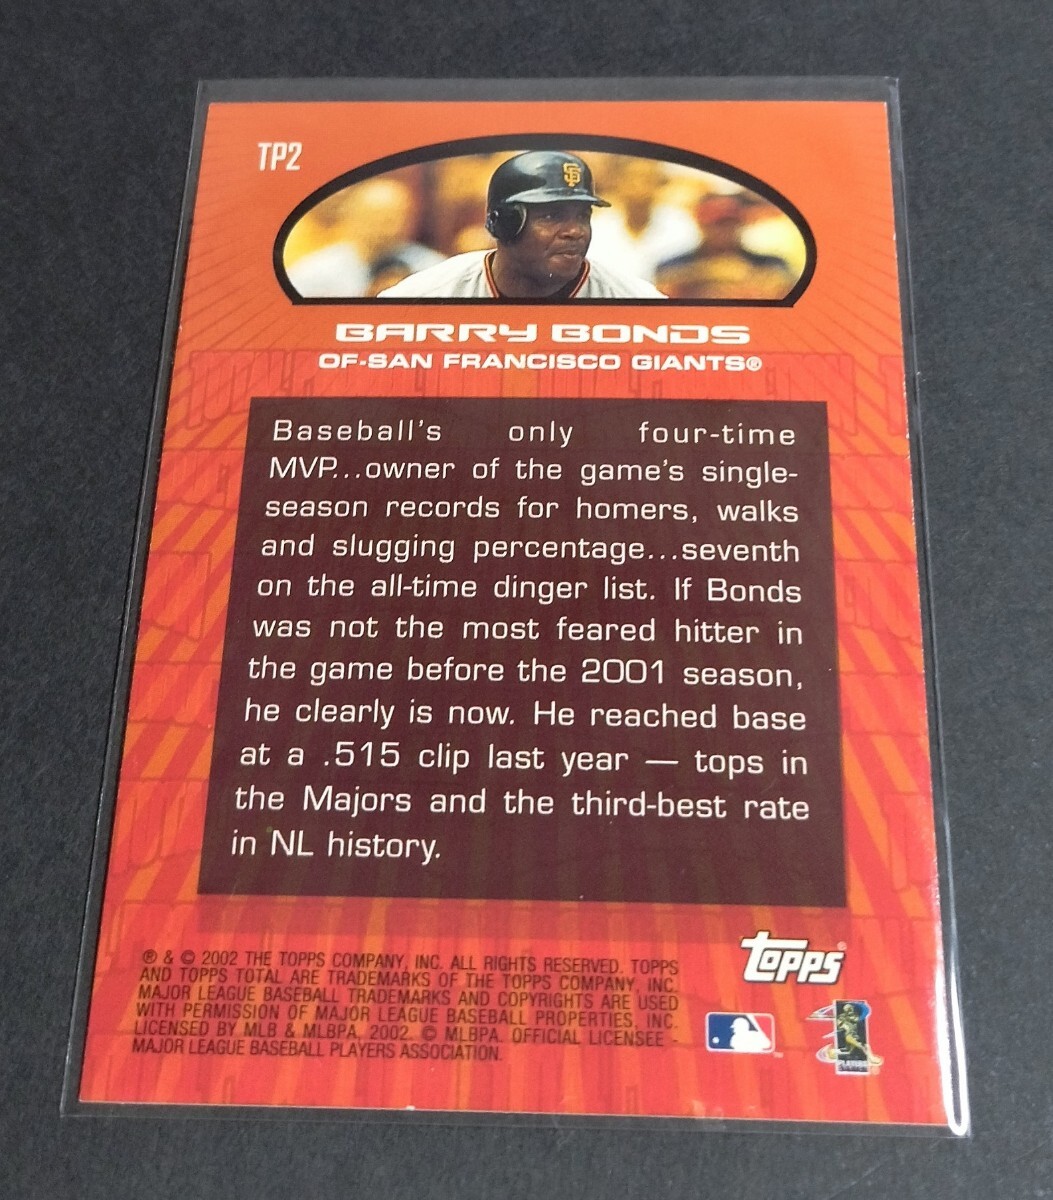 TP2
SF
BARRY BONDS
OF-SAN FRANCISCO GIANTS®
Baseball's only four-time
MVP...owner of the game's single-
season records for homers, walks
and slugging percentage...seventh
on the all-time dinger list. If Bonds
was not the most feared hitter in
the game before the 2001 season,
he clearly is now. He reached base
at a .515 clip last year — tops in
the Majors and the third-best rate
in NL history.
® & © 2002 THE TOPPS COMPANY, INC. ALL RIGHTS RESERVED. TOPPS
AND TOPPS TOTAL ARE TRADEMARKS OF THE TOPPS COMPANY, INC.
MAJOR LEAGUE BASEBALL TRADEMARKS AND COPYRIGHTS ARE USED
WITH PERMISSION OF MAJOR LEAGUE BASEBALL PROPERTIES, INC.
LICENSED BY MLB & MLBPA, 2002. © MLBPA. OFFICIAL LICENSEE -
MAJOR LEAGUE BASEBALL PLAYERS ASSOCIATION.
Topps®
TM
PLAYERS